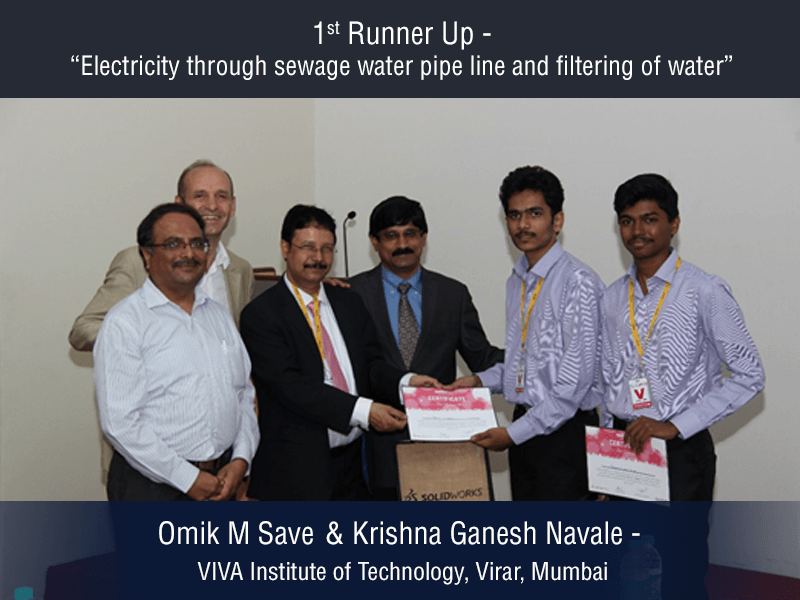 1st Runner Up -
“Electricity through sewage water pipe line and filtering of water”
CERTIFICATE
SOLIDWORKS
V
Omik M Save & Krishna Ganesh Navale -
VIVA Institute of Technology, Virar, Mumbai